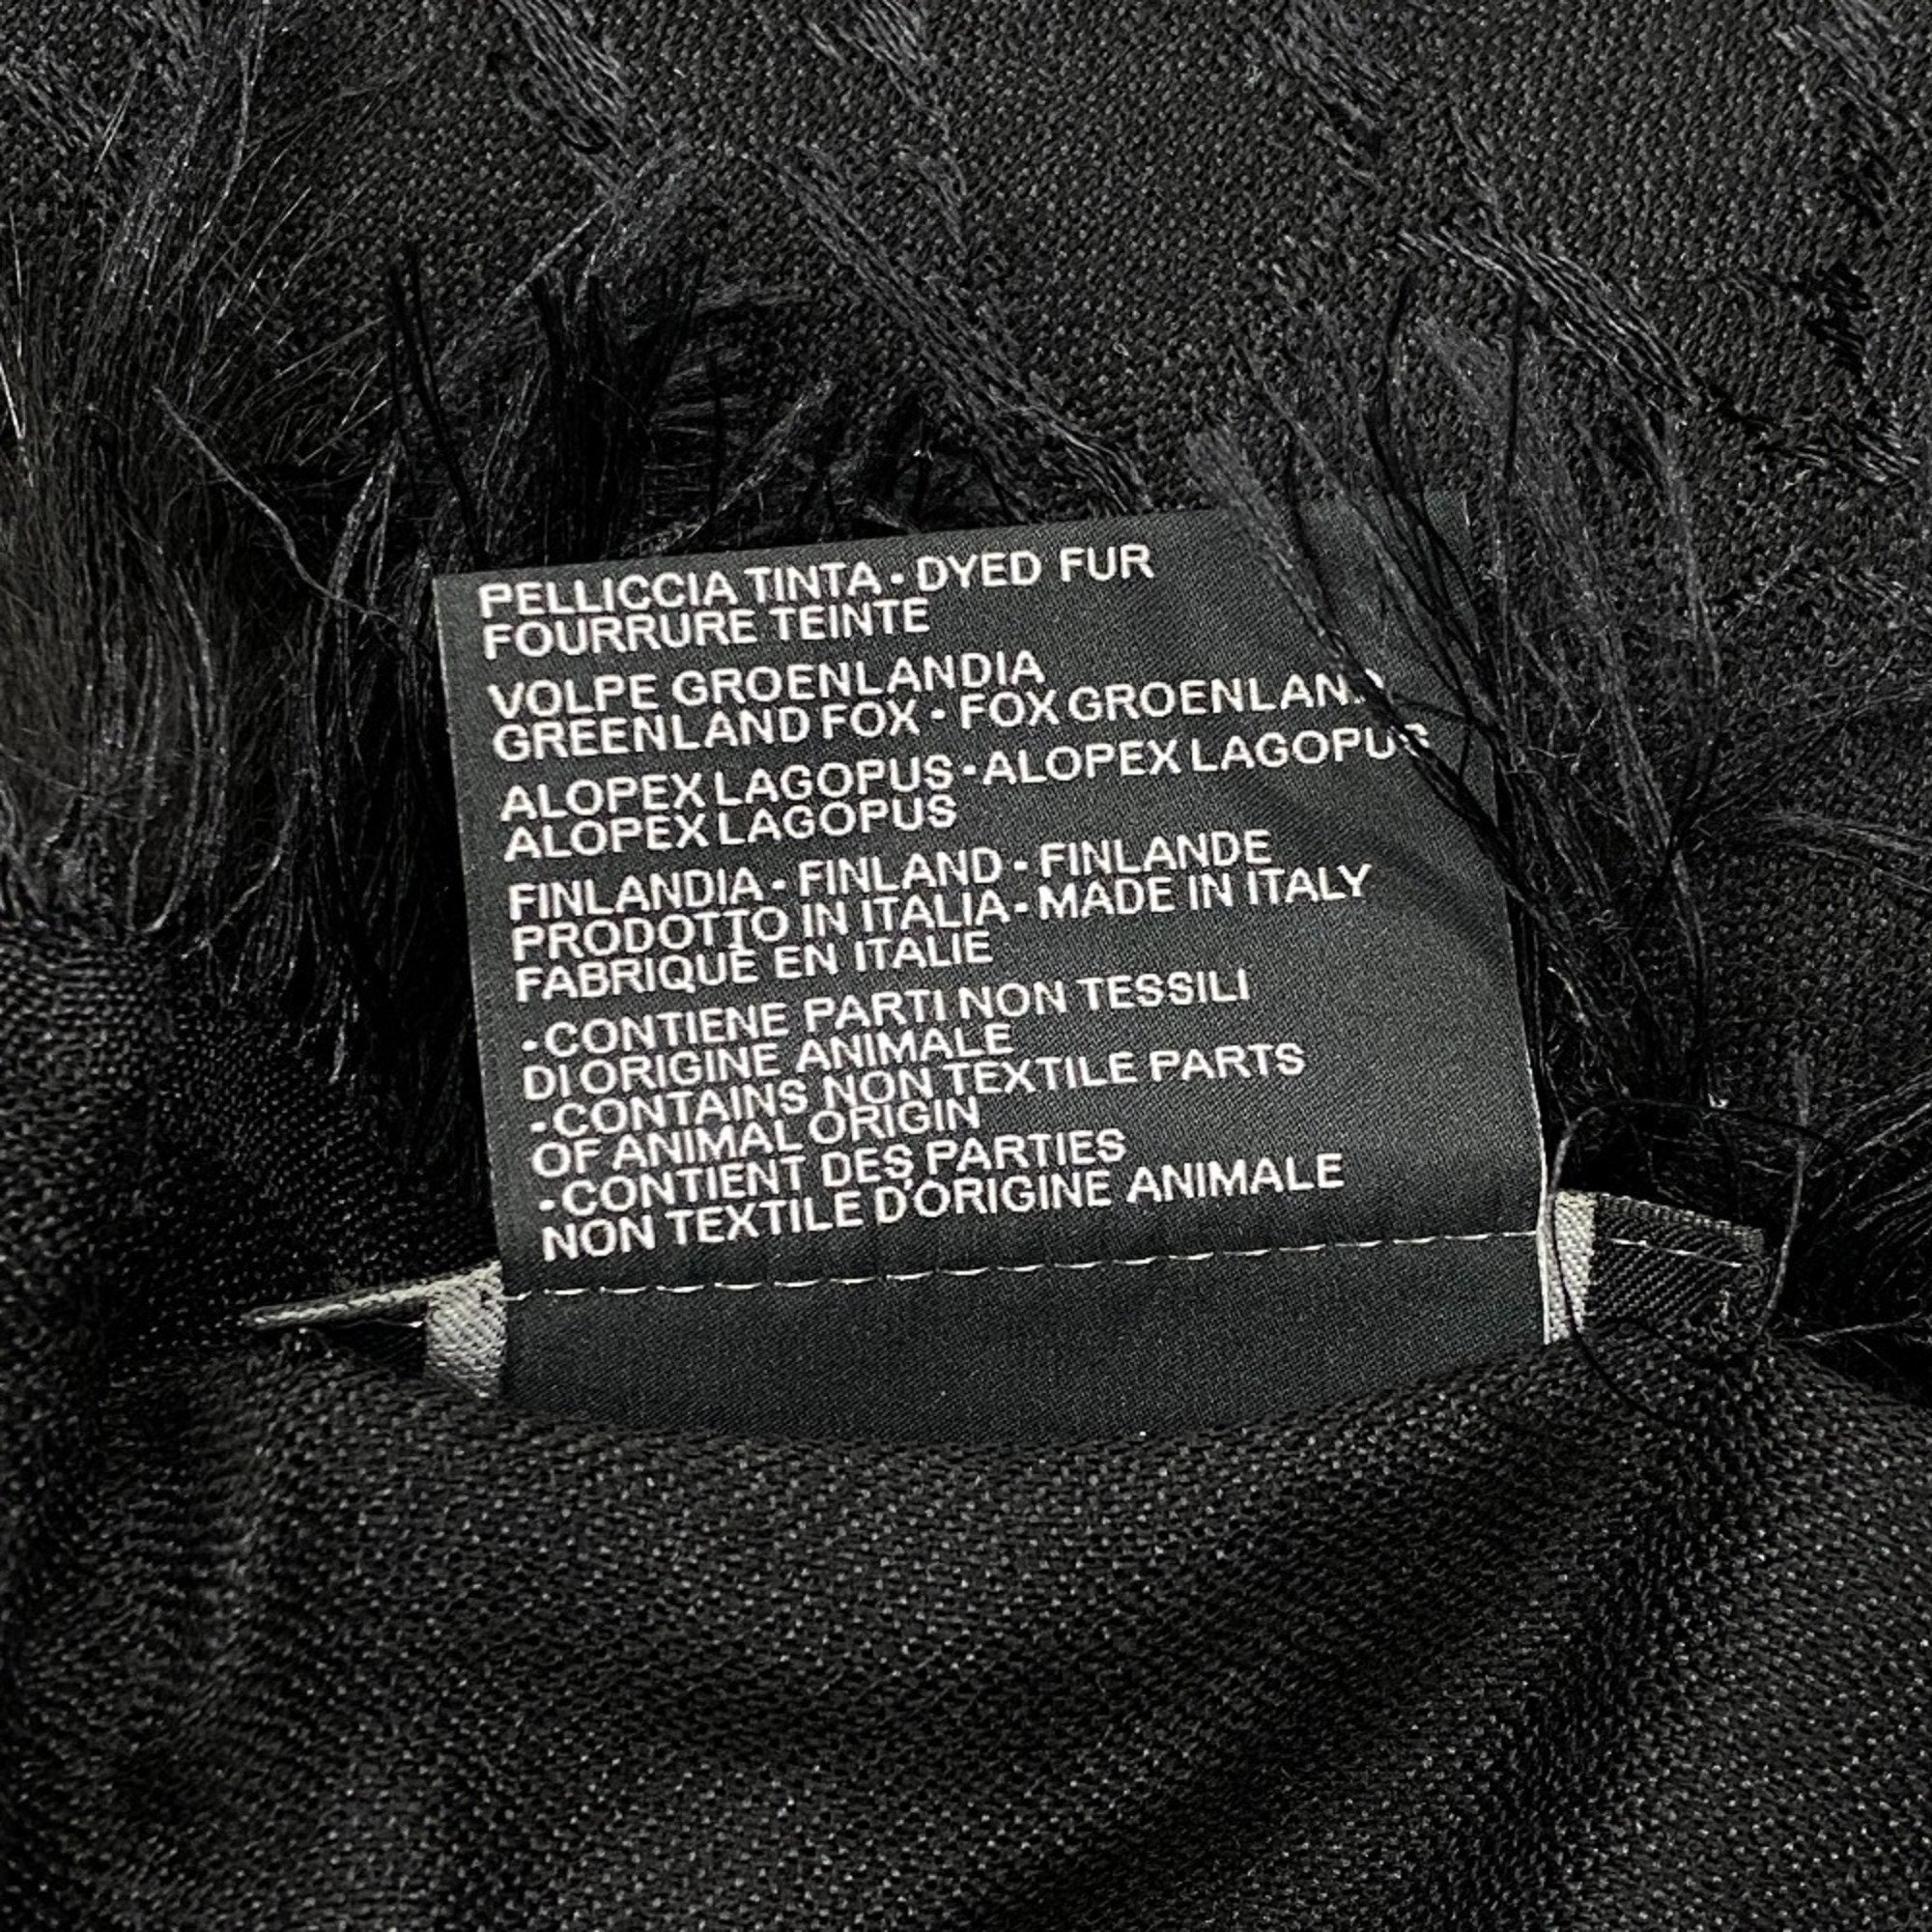 PELLICCIA TINTA - DYED FUR
FOURRURE TEINTE
VOLPE GROENLANDIA
GREENLAND FOX - FOX GROENLAND
ALOPEX LAGOPUS - ALOPEX LAGOPUS
ALOPEX LAGOPUS
FINLANDIA - FINLAND - FINLANDE
PRODOTTO IN ITALIA - MADE IN ITALY
FABRIQUÈ EN ITALIE
- CONTIENE PARTI NON TESSILI
DI ORIGINE ANIMALE
- CONTAINS NON TEXTILE PARTS
OF ANIMAL ORIGIN
- CONTIENT DES PARTIES
NON TEXTILE D'ORIGINE ANIMALE